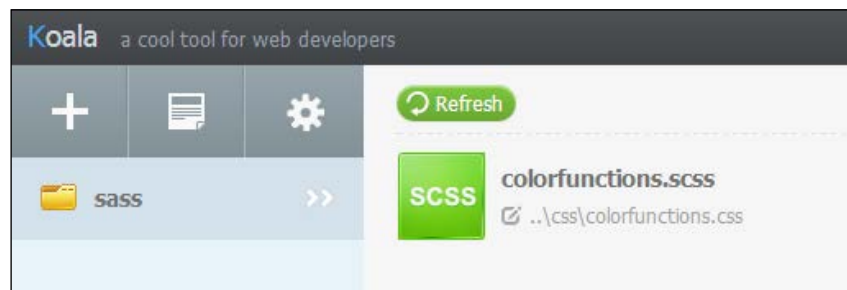 Koala a cool tool for web developers
Refresh
sass
SCSS
colorfunctions.scss
..\css\colorfunctions.css